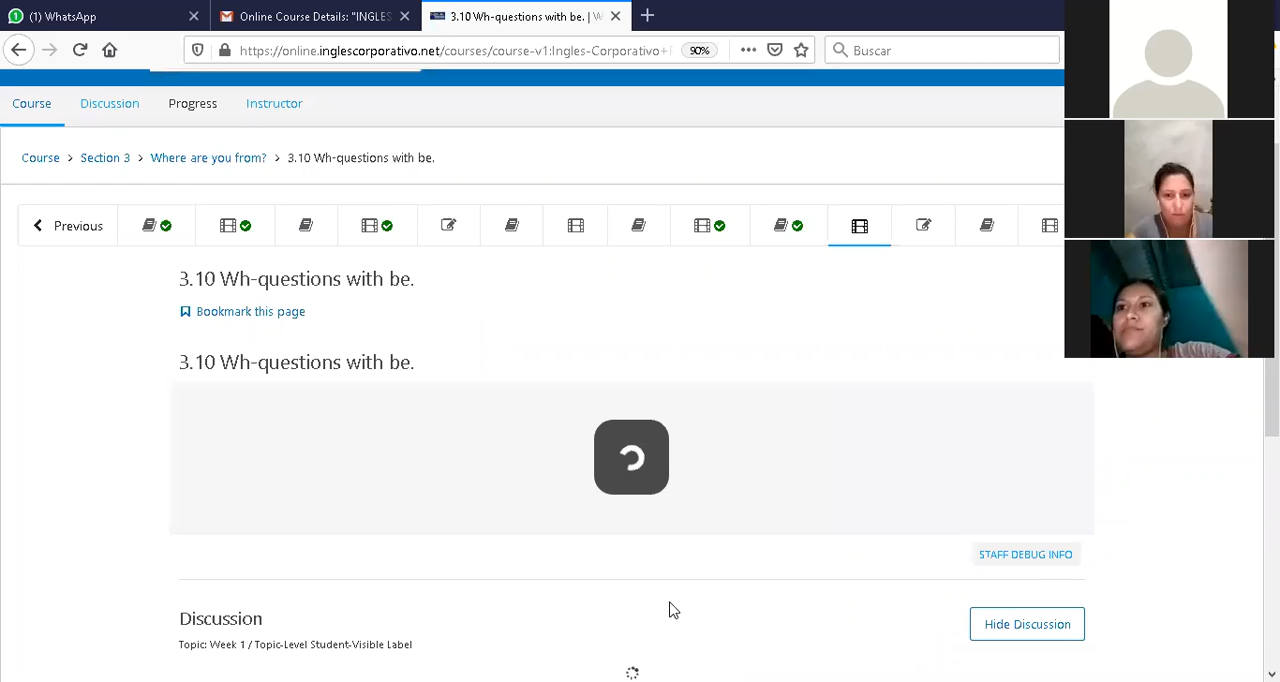 (1) WhatsApp
Online Course Details: "INGLES
3.10 Wh-questions with be. | W
https://online.inglescorporativo.net/courses/course-v1:Ingles-Corporativo+
90%
Buscar
Course
Discussion
Progress
Instructor
Course > Section 3 > Where are you from? > 3.10 Wh-questions with be.
Previous
3.10 Wh-questions with be.
Bookmark this page
3.10 Wh-questions with be.
STAFF DEBUG INFO
Discussion
Hide Discussion
Topic: Week 1 / Topic-Level Student-Visible Label